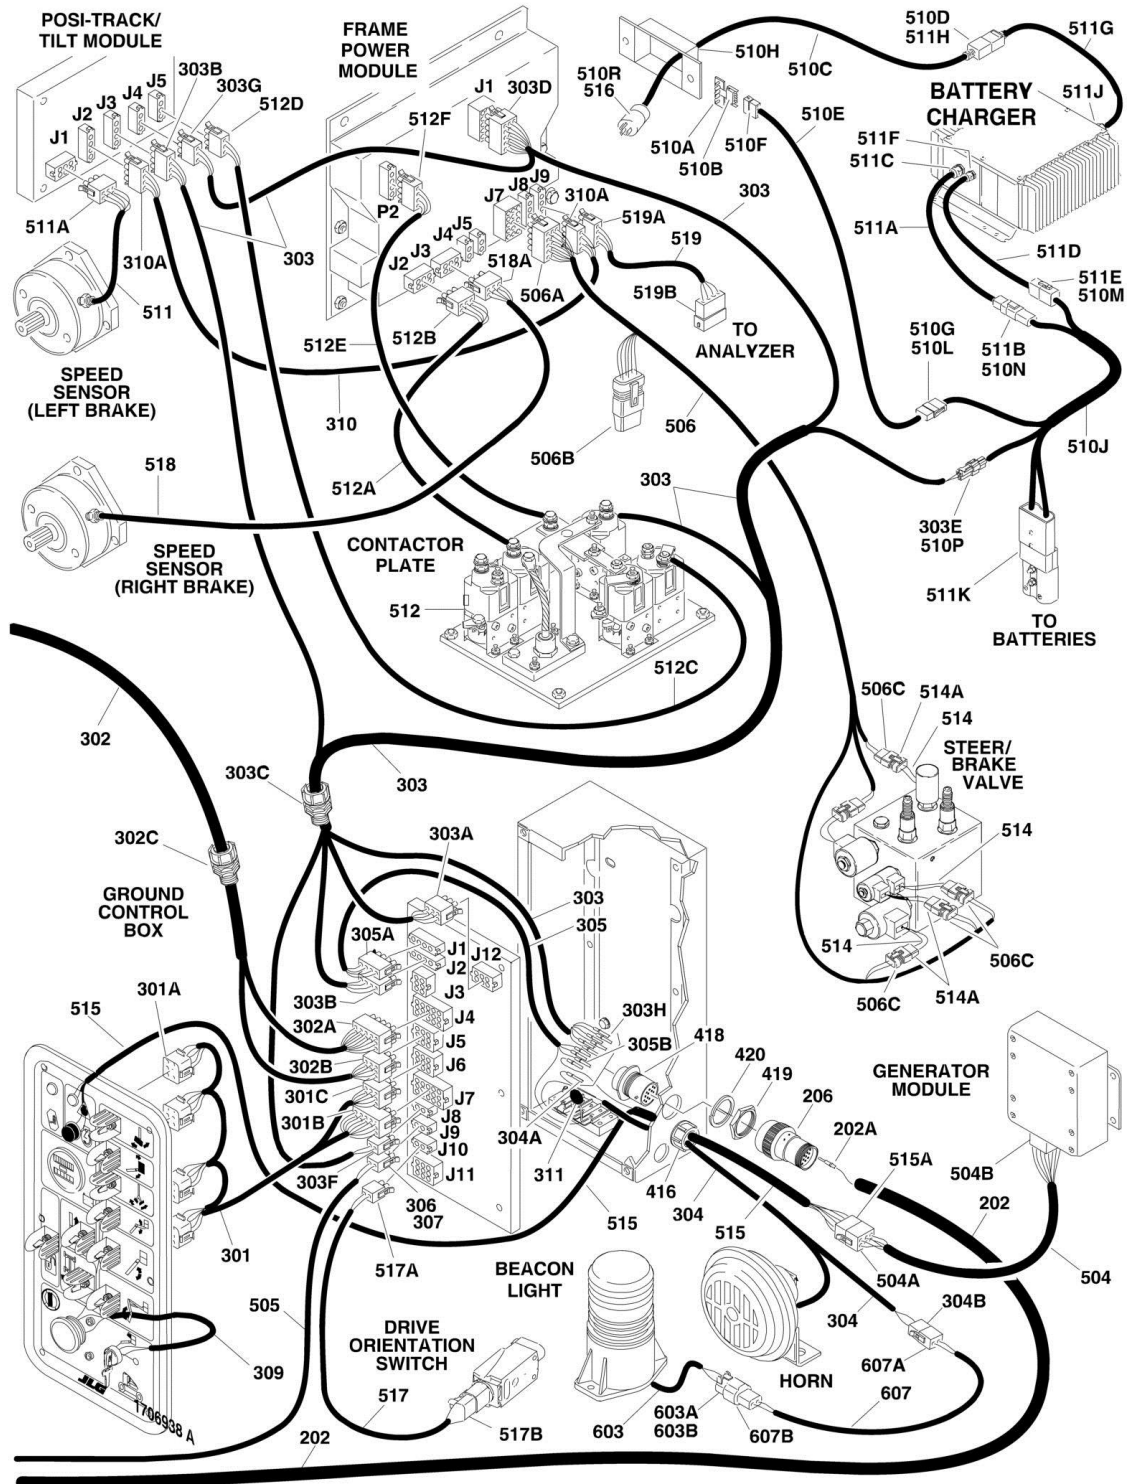 POSI-TRACK/
TILT MODULE
303B
303G
512D
J5
J4
J3
J2
J1
511A
310A
511
303
SPEED
SENSOR
(LEFT BRAKE)
310
FRAME
POWER
MODULE
J1
303D
512F
P2
J9
J8
J7
310A
519A
J5
J4
J3
J2
518A
506A
512B
512E
519
519B
TO
ANALYZER
510H
510R
516
510C
510D
511H
511G
510A
510B
510F
510E
BATTERY
CHARGER
511J
511F
511C
303
511A
511D
511E
510M
511B
510N
510G
510L
510J
506
506B
518
SPEED
SENSOR
(RIGHT BRAKE)
512A
303
303E
510P
511K
TO
BATTERIES
CONTACTOR
PLATE
512
512C
302
303C
303
506C
514A
514
STEER/
BRAKE
VALVE
514
302C
303A
GROUND
CONTROL
BOX
303
305
305A
J1
J12
J2
303B
J3
514
506C
506C
514A
301A
515
302A
J4
J5
302B
J6
301C
J7
301B
J8
J9
J10
303F
J11
306
307
303H
305B
418
420
419
206
202A
GENERATOR
MODULE
304A
311
416
304
515
515
515A
504B
202
301
517A
504A
504
BEACON
LIGHT
505
304
304B
DRIVE
ORIENTATION
SWITCH
607A
HORN
309
JLG
1706938 A
517
517B
603
603A
603B
607B
607
202